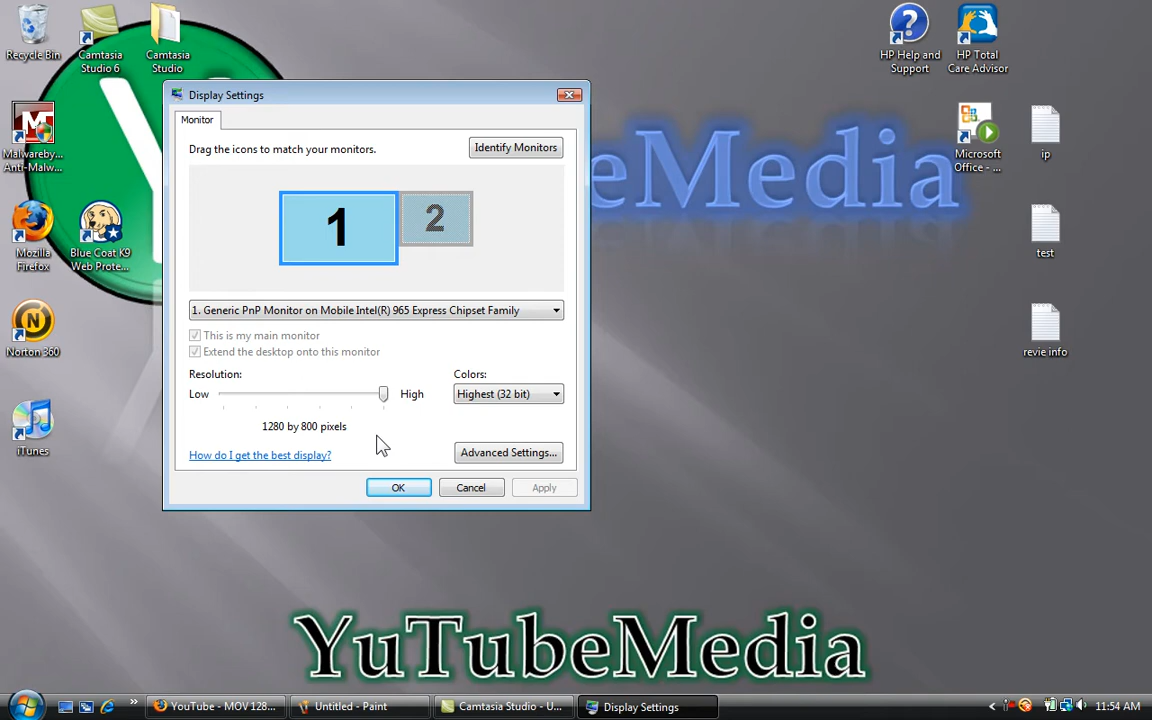 Recycle Bin
Camtasia
Studio 6
Camtasia
Studio
HP Help and
Support
HP Total
Care Advisor
Display Settings
Monitor
Drag the icons to match your monitors.
Identify Monitors
1
2
1. Generic PnP Monitor on Mobile Intel(R) 965 Express Chipset Family
This is my main monitor
Extend the desktop onto this monitor
Resolution:
Low
High
1280 by 800 pixels
Colors:
Highest (32 bit)
How do I get the best display?
Advanced Settings...
OK
Cancel
Apply
Malwareby...
Anti-Malw...
Mozilla
Firefox
Blue Coat K9
Web Prote...
Norton 360
iTunes
Microsoft
Office - ...
ip
test
revie info
eMedia
YuTubeMedia
YouTube - MOV 128...
Untitled - Paint
Camtasia Studio - U...
Display Settings
11:54 AM